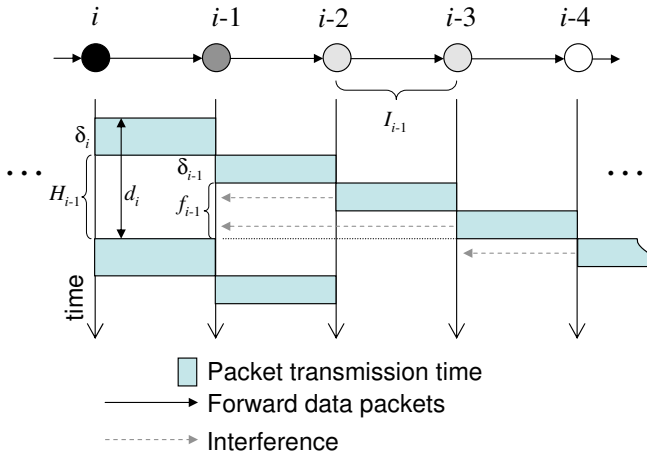 i i-1 i-2 i-3 i-4
I_{i-1}
δ_i
δ_{i-1}
... H_{i-1} d_i f_{i-1} ...
time
Packet transmission time
Forward data packets
Interference